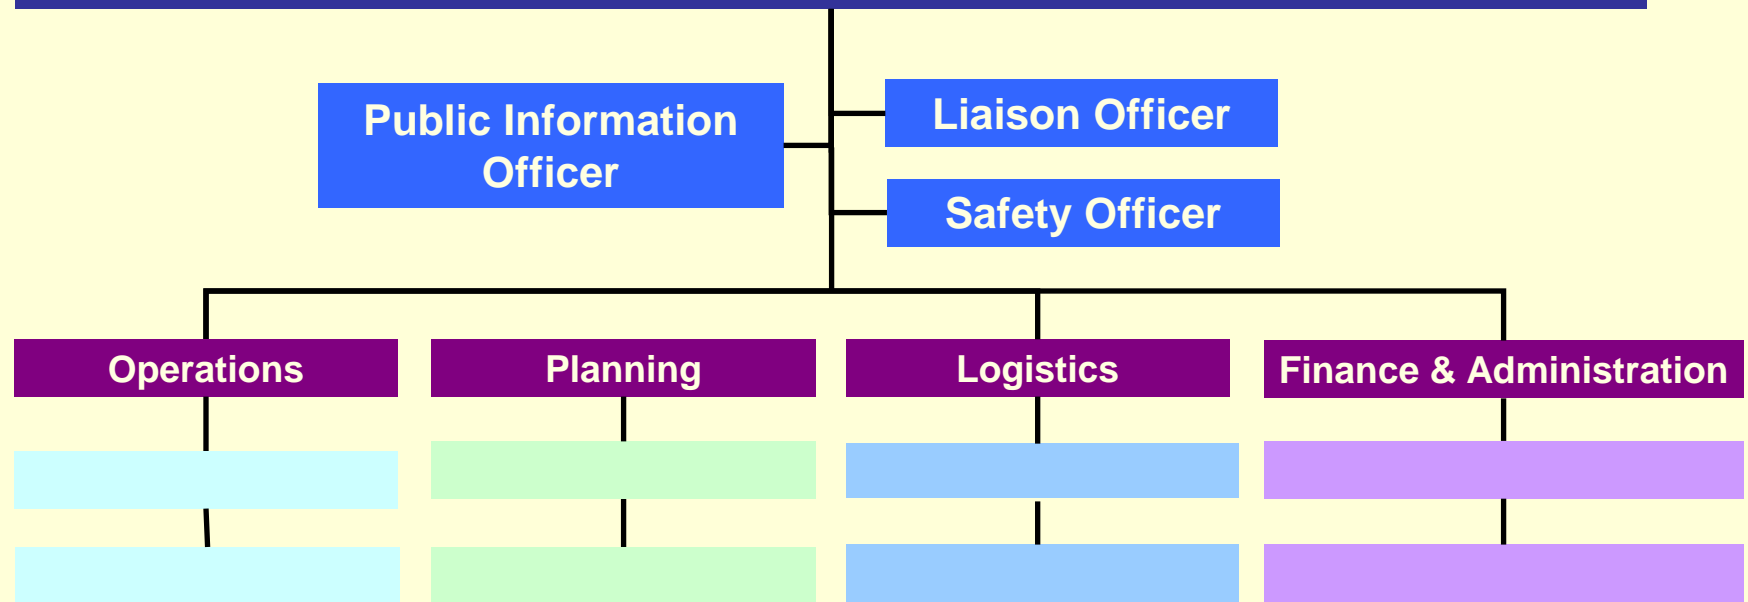 Public Information
Officer
Liaison Officer
Safety Officer
Operations
Planning
Logistics
Finance & Administration